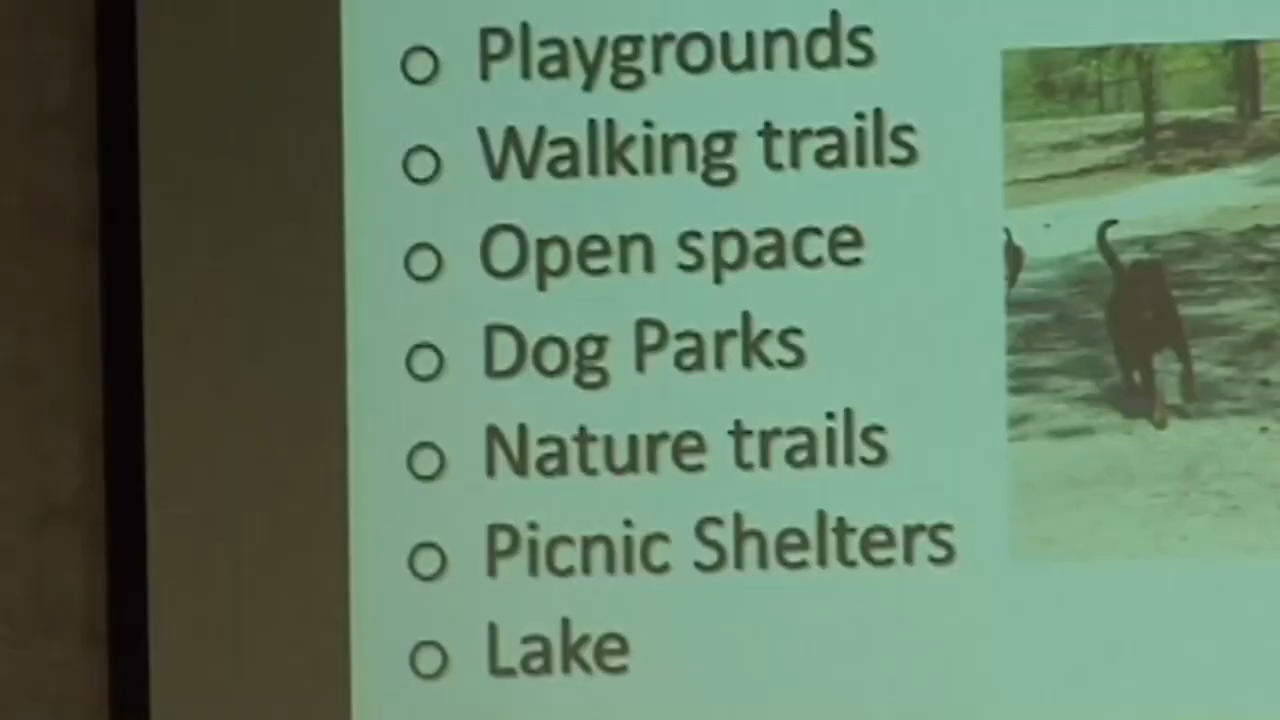 Playgrounds
Walking trails
Open space
Dog Parks
Nature trails
Picnic Shelters
Lake